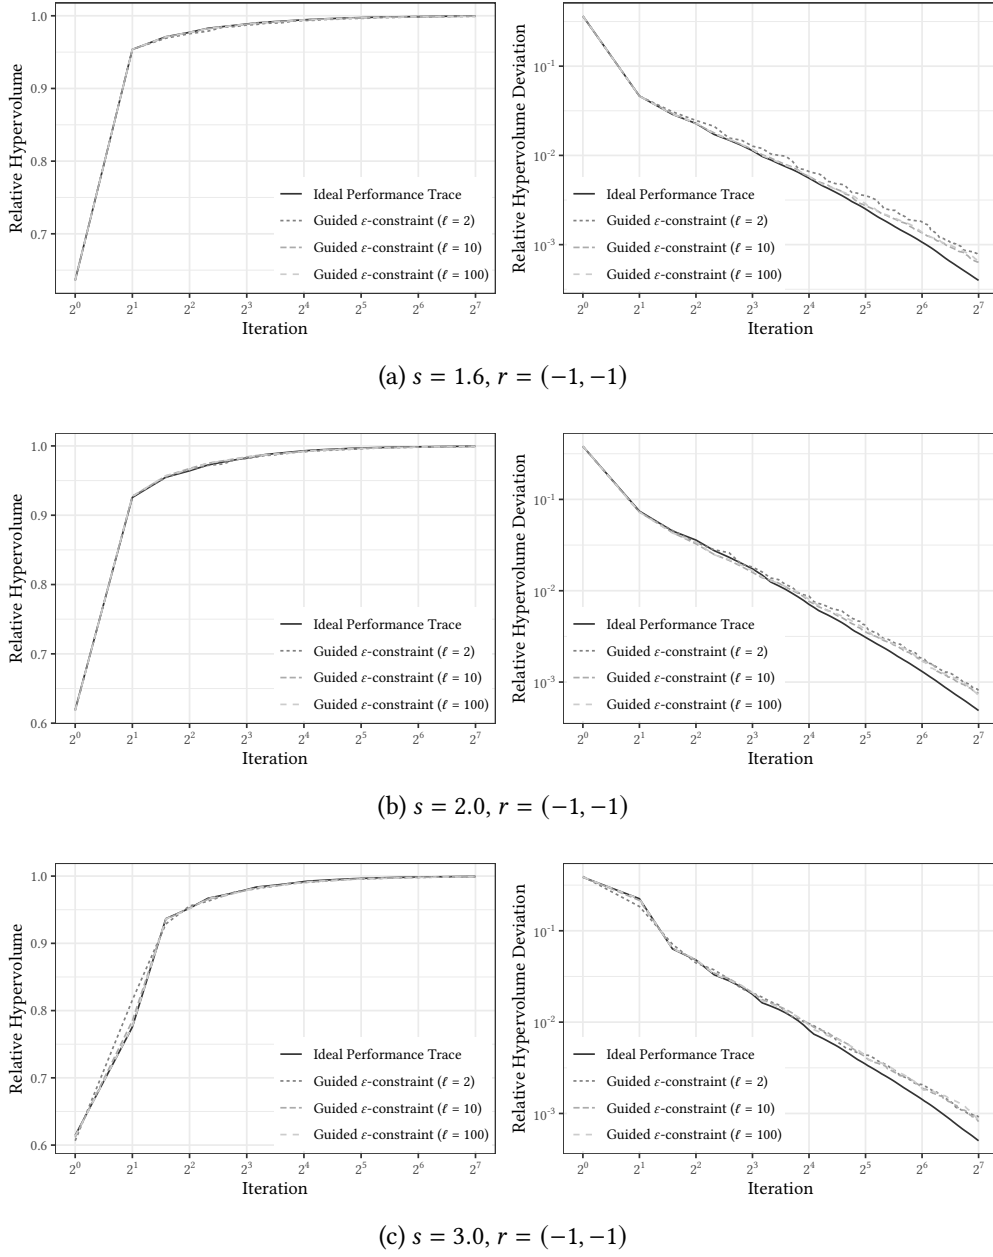 Relative Hypervolume
1.0
0.9
0.8
0.7
Ideal Performance Trace
Guided ε-constraint (ℓ = 2)
Guided ε-constraint (ℓ = 10)
Guided ε-constraint (ℓ = 100)
2⁰ 2¹ 2² 2³ 2⁴ 2⁵ 2⁶ 2⁷
Iteration
Relative Hypervolume Deviation
10⁻¹
10⁻²
10⁻³
Ideal Performance Trace
Guided ε-constraint (ℓ = 2)
Guided ε-constraint (ℓ = 10)
Guided ε-constraint (ℓ = 100)
2⁰ 2¹ 2² 2³ 2⁴ 2⁵ 2⁶ 2⁷
Iteration
(a) s = 1.6, r = (−1, −1)
Relative Hypervolume
1.0
0.9
0.8
0.7
0.6
Ideal Performance Trace
Guided ε-constraint (ℓ = 2)
Guided ε-constraint (ℓ = 10)
Guided ε-constraint (ℓ = 100)
2⁰ 2¹ 2² 2³ 2⁴ 2⁵ 2⁶ 2⁷
Iteration
Relative Hypervolume Deviation
10⁻¹
10⁻²
10⁻³
Ideal Performance Trace
Guided ε-constraint (ℓ = 2)
Guided ε-constraint (ℓ = 10)
Guided ε-constraint (ℓ = 100)
2⁰ 2¹ 2² 2³ 2⁴ 2⁵ 2⁶ 2⁷
Iteration
(b) s = 2.0, r = (−1, −1)
Relative Hypervolume
1.0
0.9
0.8
0.7
0.6
Ideal Performance Trace
Guided ε-constraint (ℓ = 2)
Guided ε-constraint (ℓ = 10)
Guided ε-constraint (ℓ = 100)
2⁰ 2¹ 2² 2³ 2⁴ 2⁵ 2⁶ 2⁷
Iteration
Relative Hypervolume Deviation
10⁻¹
10⁻²
10⁻³
Ideal Performance Trace
Guided ε-constraint (ℓ = 2)
Guided ε-constraint (ℓ = 10)
Guided ε-constraint (ℓ = 100)
2⁰ 2¹ 2² 2³ 2⁴ 2⁵ 2⁶ 2⁷
Iteration
(c) s = 3.0, r = (−1, −1)